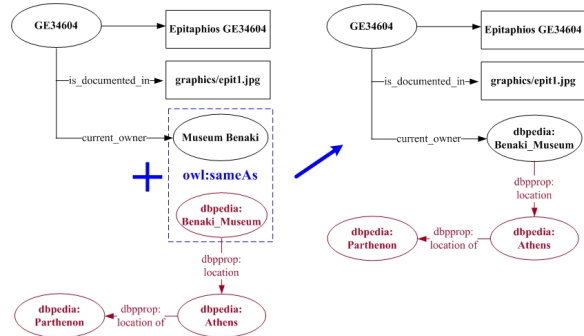 GE34604
Epitaphios GE34604
is_documented_in
graphics/epit1.jpg
current_owner
Museum Benaki
owl:sameAs
dbpedia:
Benaki_Museum
dbpprop:
location
dbpedia:
Parthenon
dbpprop:
location of
dbpedia:
Athens
GE34604
Epitaphios GE34604
is_documented_in
graphics/epit1.jpg
current_owner
dbpedia:
Benaki_Museum
dbpprop:
location
dbpedia:
Parthenon
dbpprop:
location of
dbpedia:
Athens